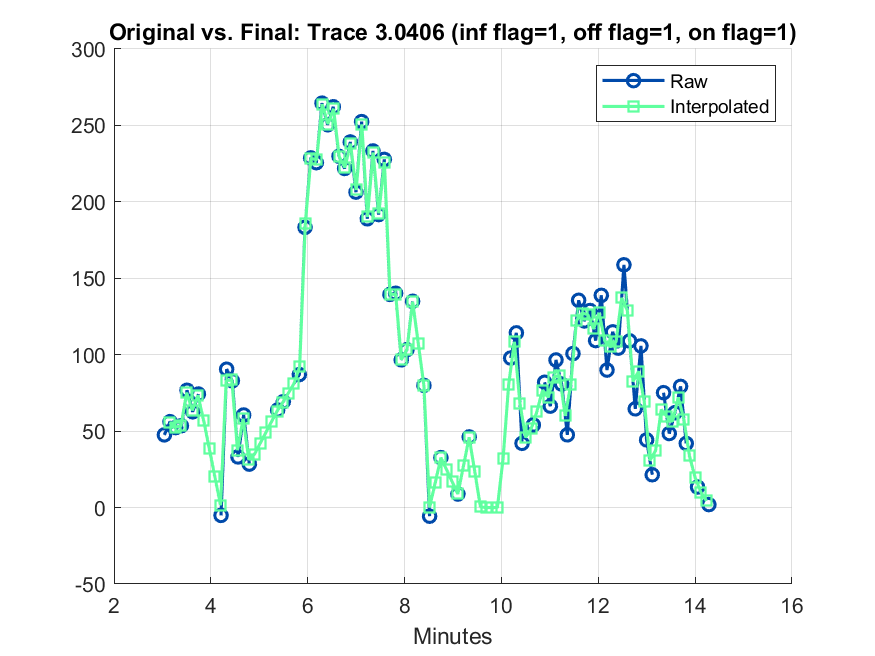 Original vs. Final: Trace 3.0406 (inf flag=1, off flag=1, on flag=1)
300
250
200
150
100
50
0
-50
2 4 6 8 10 12 14 16
Minutes
Raw
Interpolated